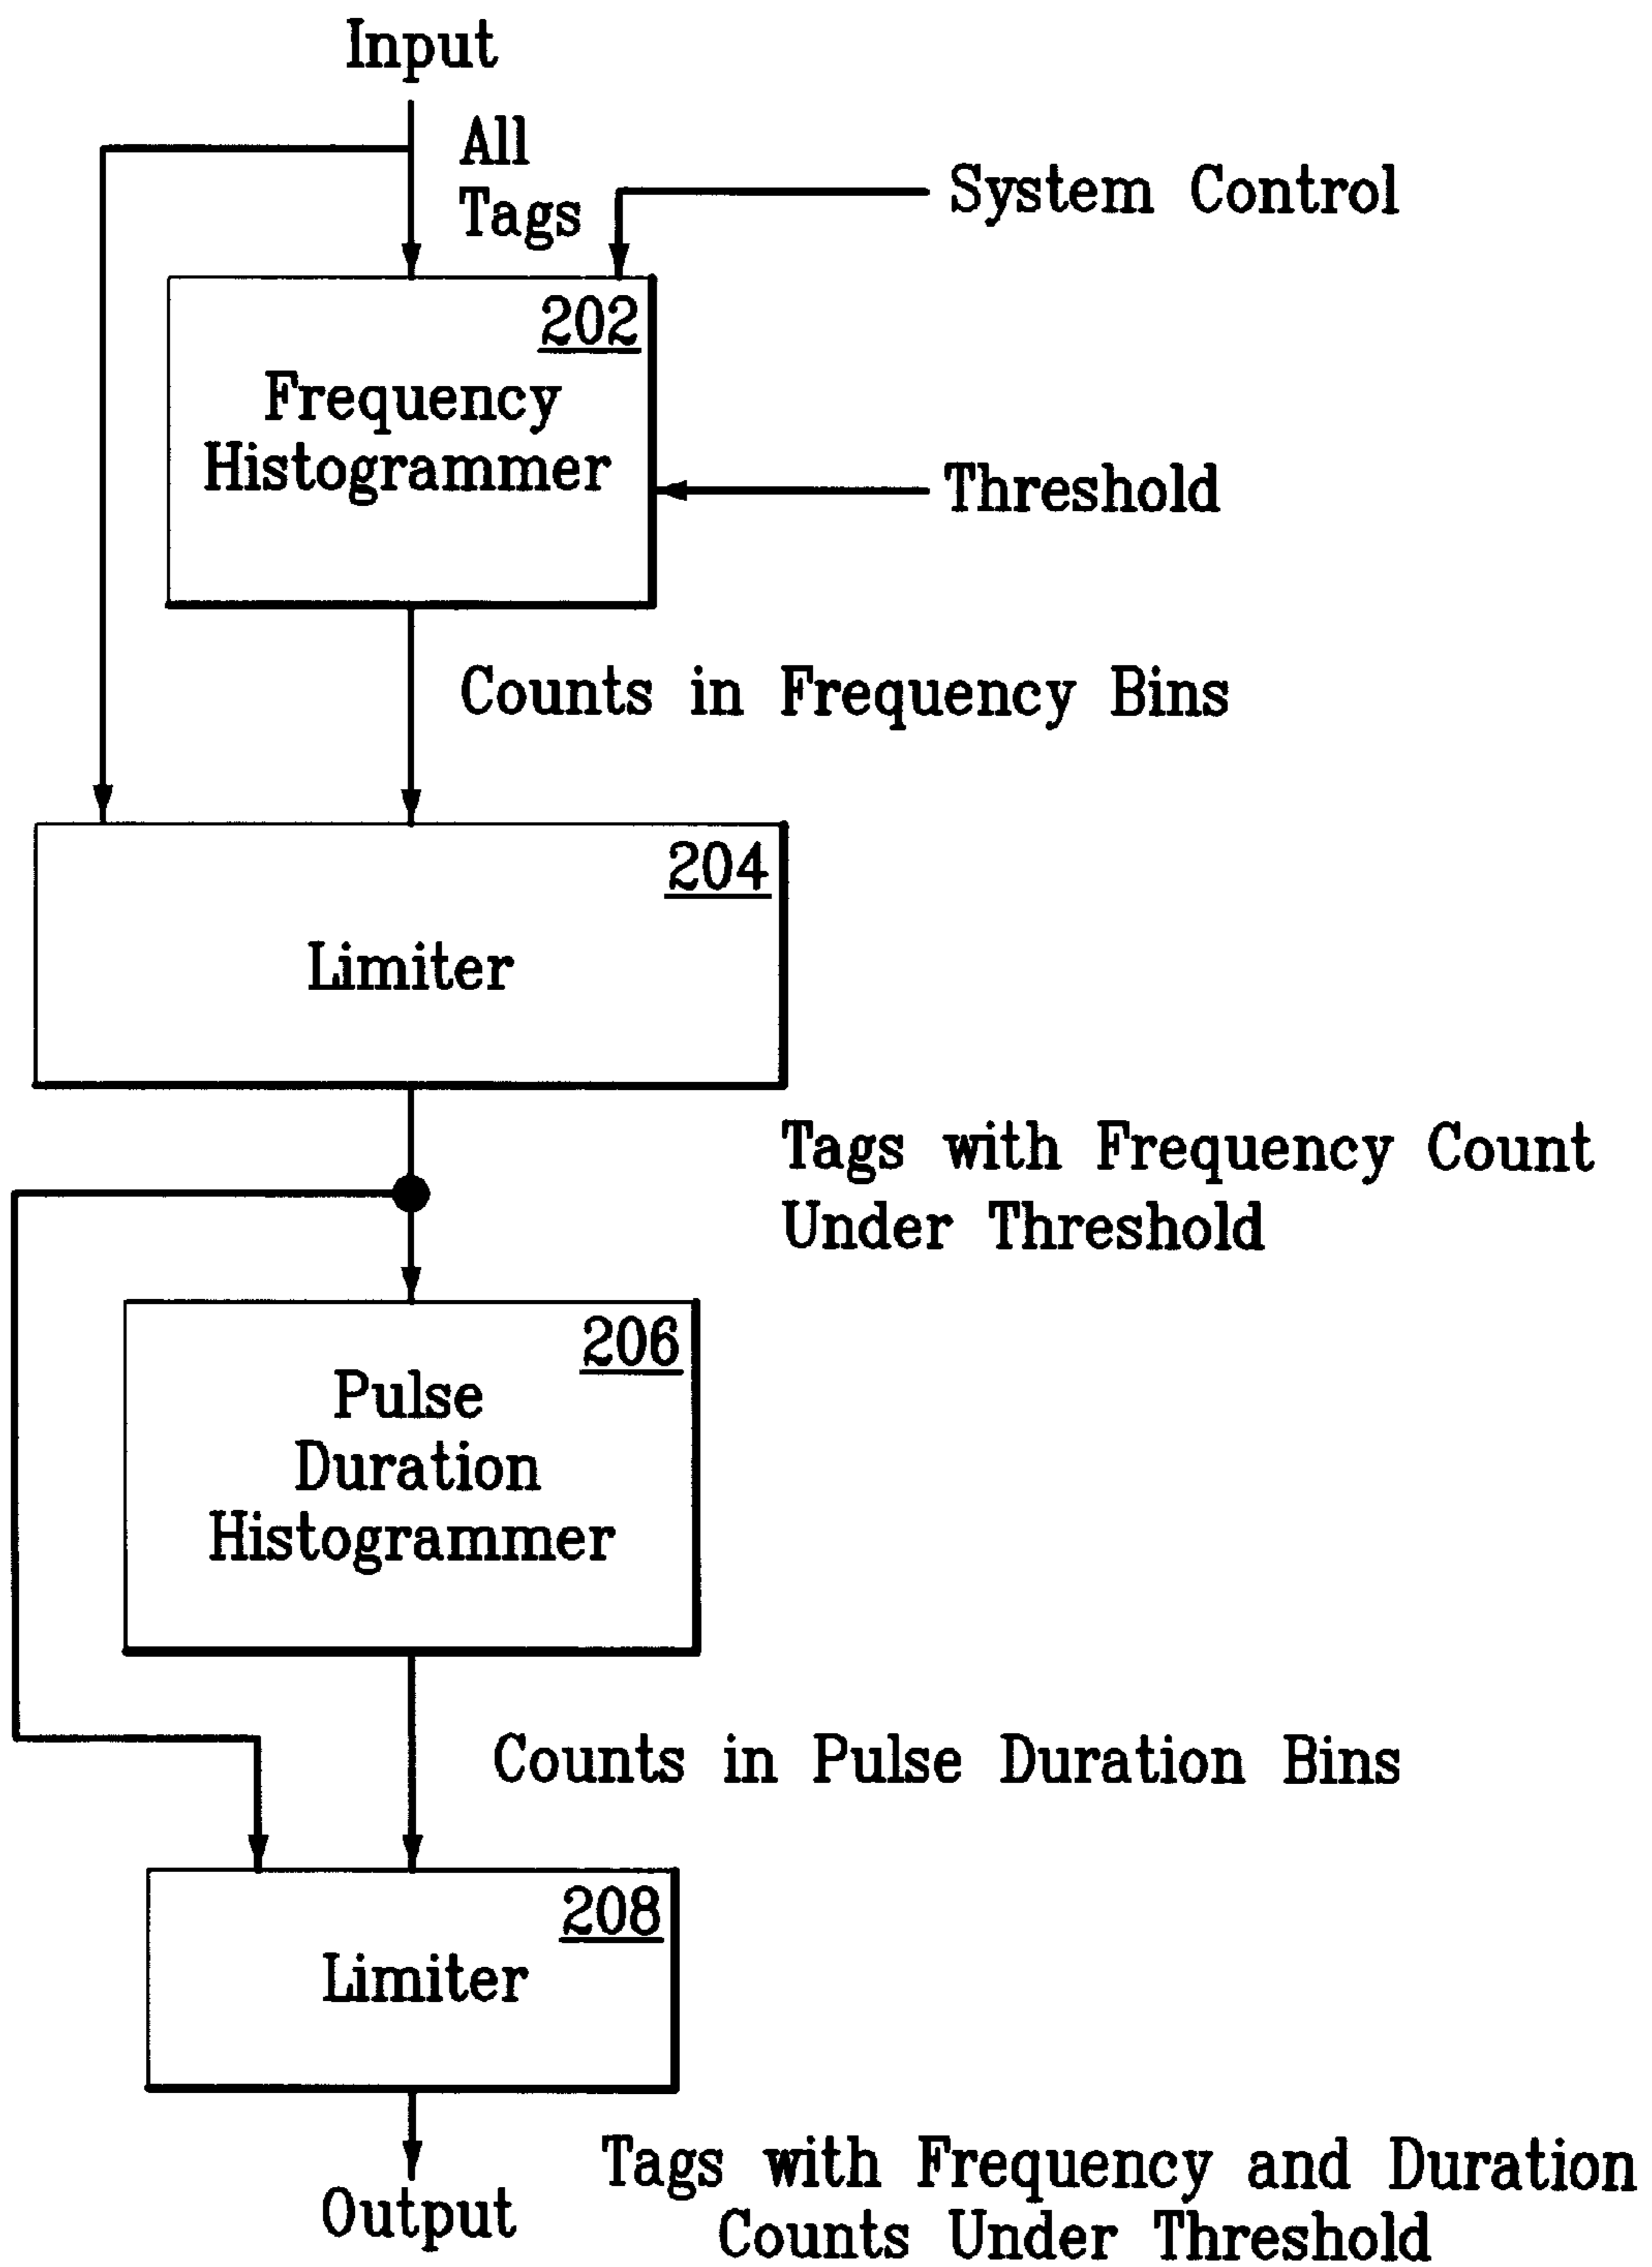 Input
All
Tags
System Control
202
Frequency
Histogrammer
Threshold
Counts in Frequency Bins
204
Limiter
Tags with Frequency Count
Under Threshold
206
Pulse
Duration
Histogrammer
Counts in Pulse Duration Bins
208
Limiter
Output
Tags with Frequency and Duration
Counts Under Threshold